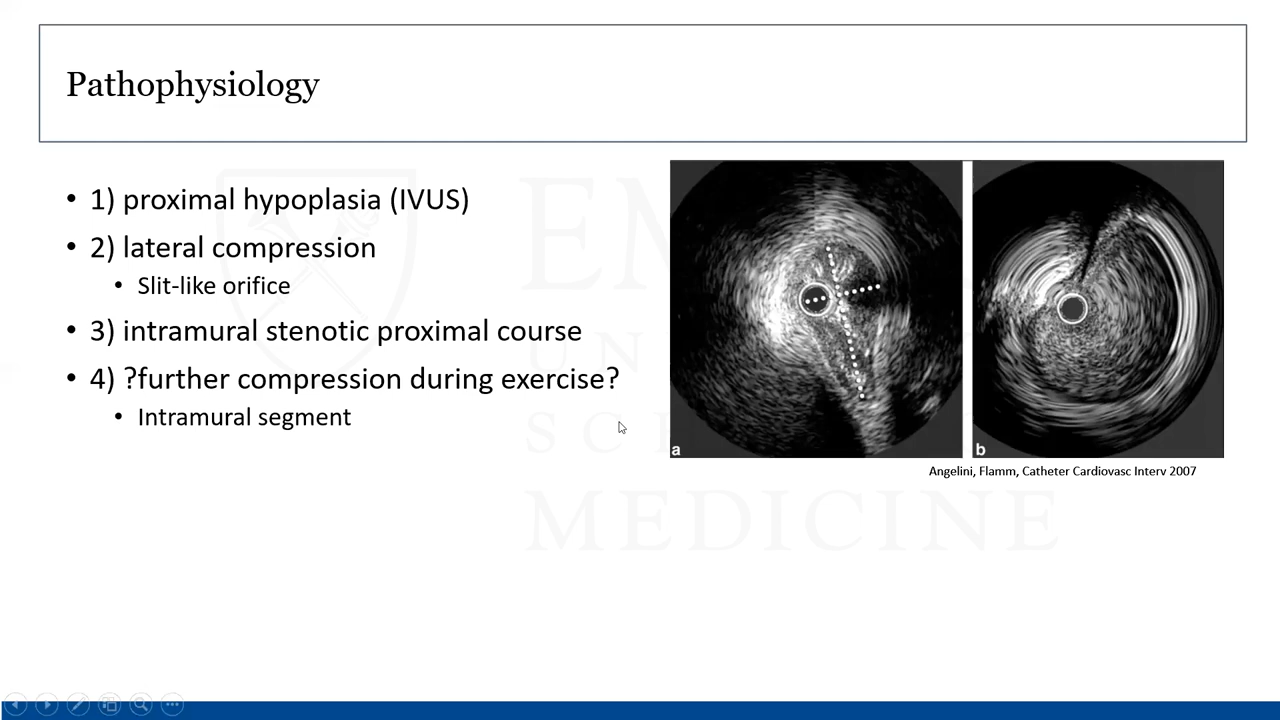 Pathophysiology
• 1) proximal hypoplasia (IVUS)
• 2) lateral compression
• Slit-like orifice
• 3) intramural stenotic proximal course
• 4) ?further compression during exercise?
• Intramural segment
a
b
Angelini, Flamm, Catheter Cardiovasc Interv 2007
MEDICINE